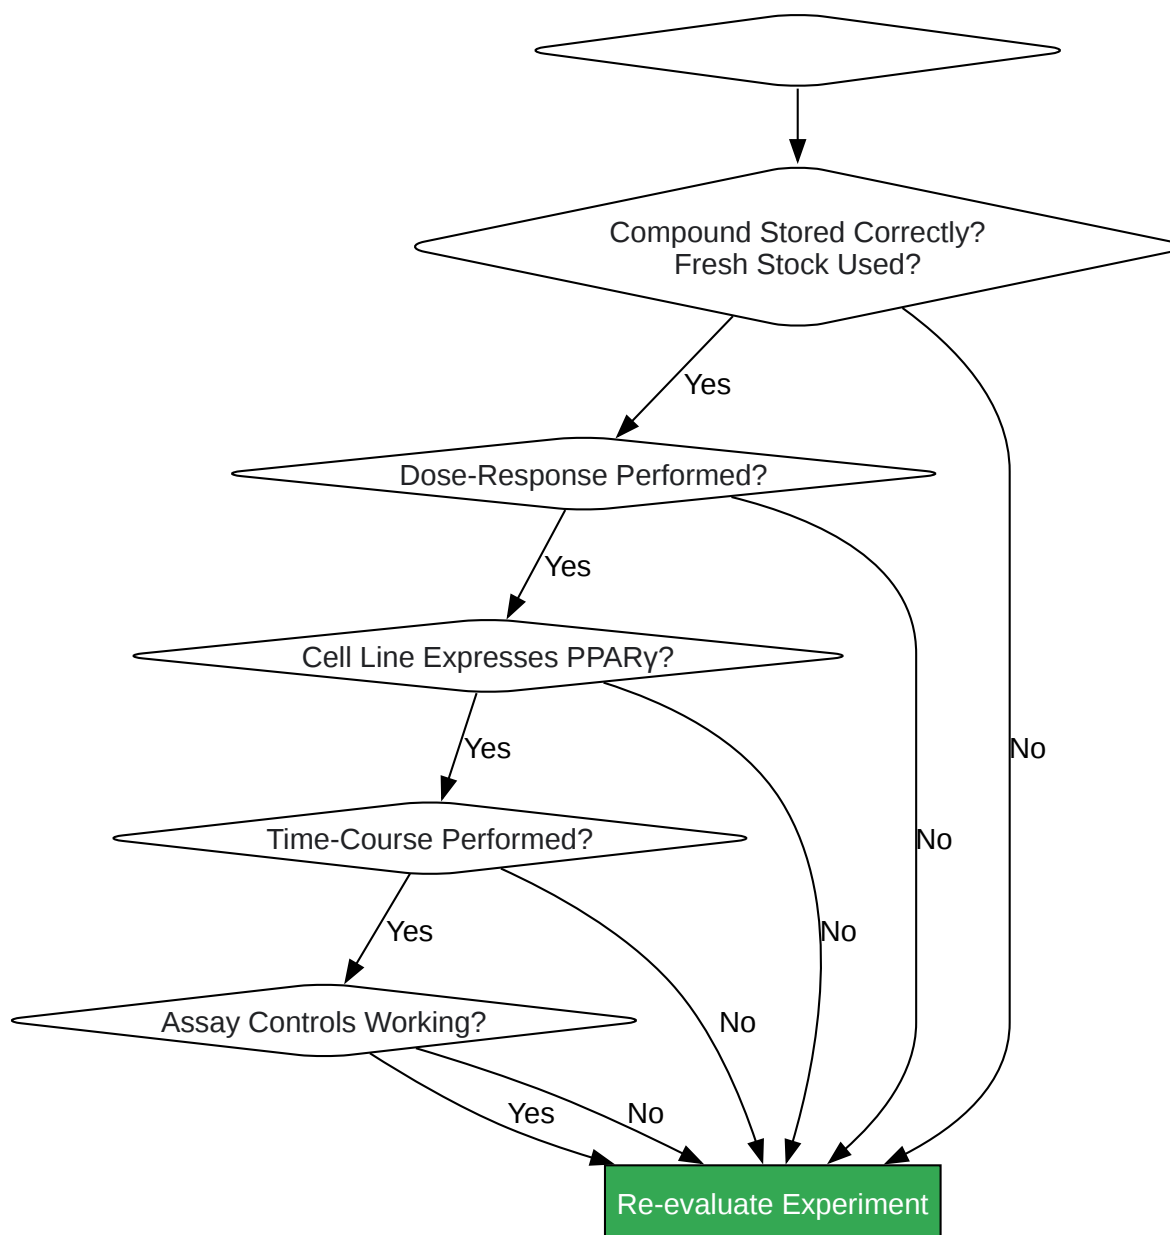 Compound Stored Correctly?
Fresh Stock Used?
Yes
Dose-Response Performed?
Yes
Cell Line Expresses PPARγ?
Yes
No
Time-Course Performed?
No
Yes
No
Assay Controls Working?
No
Yes
No
Re-evaluate Experiment